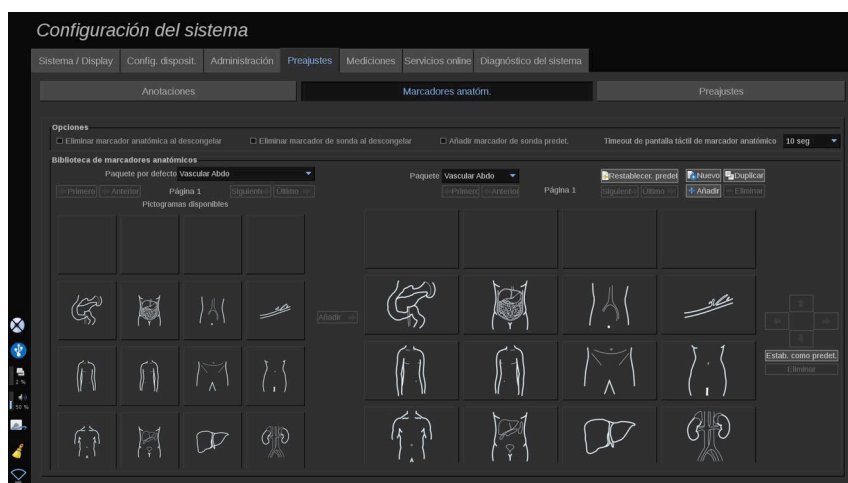 Configuración del sistema
Sistema / Display Config. disposit. Administración Preajustes Mediciones Servicios online Diagnóstico del sistema
Anotaciones Marcadores anatóm. Preajustes
Opciones
Eliminar marcador anatómica al descongelar Eliminar marcador de sonda al descongelar Añadir marcador de sonda predet. Timeout de pantalla táctil de marcador anatómico 10 seg
Biblioteca de marcadores anatómicos
Paquete por defecto Vascular Abdo Paquete Vascular Abdo Restablecer. predet Nuevo Duplicar
Primero Anterior Página 1 Siguiente Último Primero Anterior Página 1 Siguiente Último Añadir Eliminar
Pictogramas disponibles
Añadir
Estab. como predet.
Eliminar
2 %
50 %